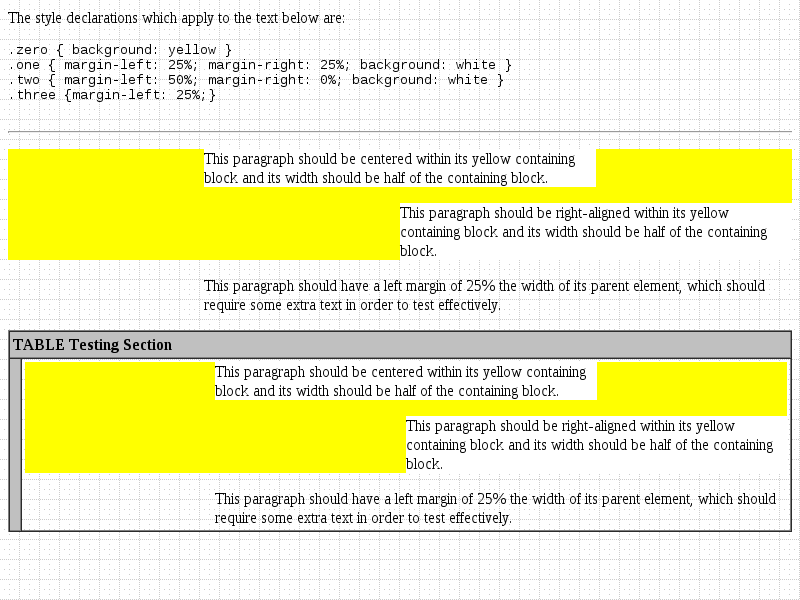 The style declarations which apply to the text below are:
.zero { background: yellow }
.one { margin-left: 25%; margin-right: 25%; background: white }
.two { margin-left: 50%; margin-right: 0%; background: white }
.three {margin-left: 25%;}
This paragraph should be centered within its yellow containing
block and its width should be half of the containing block.
This paragraph should be right-aligned within its yellow
containing block and its width should be half of the containing
block.
This paragraph should have a left margin of 25% the width of its parent element, which should
require some extra text in order to test effectively.
TABLE Testing Section
This paragraph should be centered within its yellow containing
block and its width should be half of the containing block.
This paragraph should be right-aligned within its yellow
containing block and its width should be half of the containing
block.
This paragraph should have a left margin of 25% the width of its parent element, which should
require some extra text in order to test effectively.